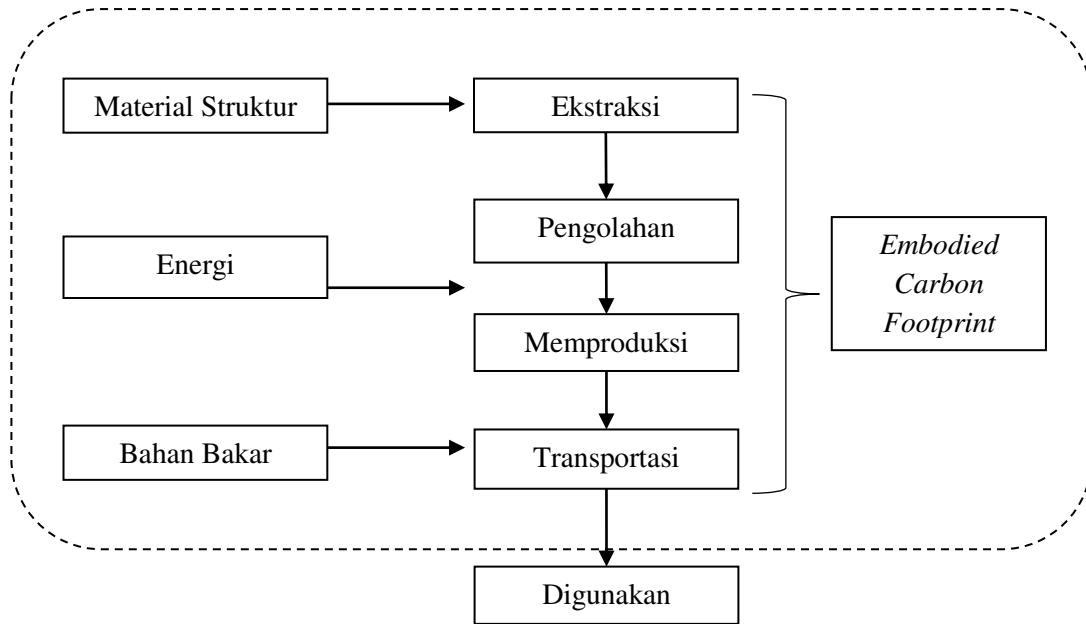 Material Struktur
Ekstraksi
Pengolahan
Energi
Embodied
Carbon
Footprint
Memproduksi
Bahan Bakar
Transportasi
Digunakan